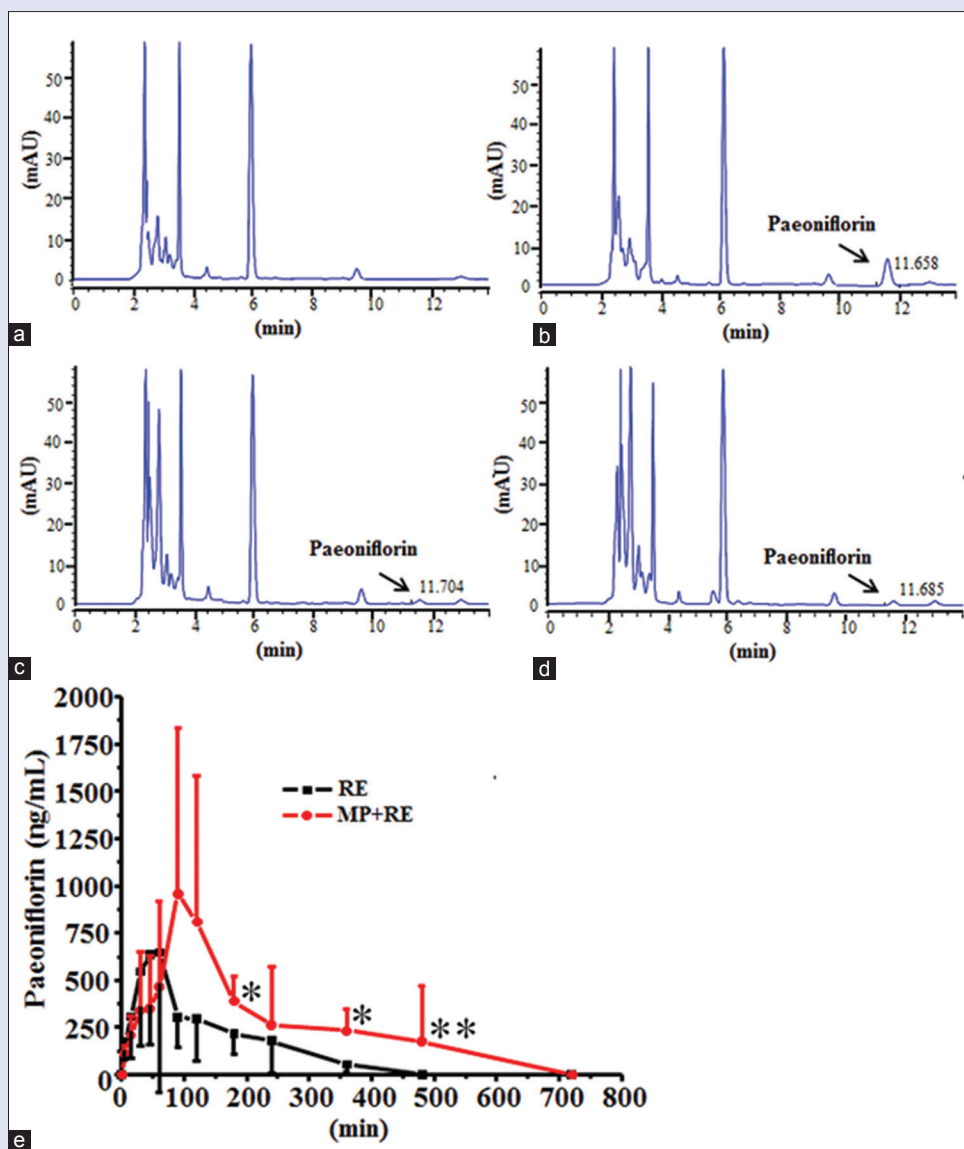 50
40
30
20
10
0
(mAU)
0 2 4 6 8 10 12
(min)
a
50
40
30
20
10
0
(mAU)
Paeoniflorin
11.658
0 2 4 6 8 10 12
(min)
b
50
40
30
20
10
0
(mAU)
Paeoniflorin
11.704
0 2 4 6 8 10 12
(min)
c
50
40
30
20
10
0
(mAU)
Paeoniflorin
11.685
0 2 4 6 8 10 12
(min)
d
2000
1750
1500
1250
1000
750
500
250
0
Paeoniflorin (ng/mL)
RE
MP+RE
*
*
**
0 100 200 300 400 500 600 700 800
(min)
e